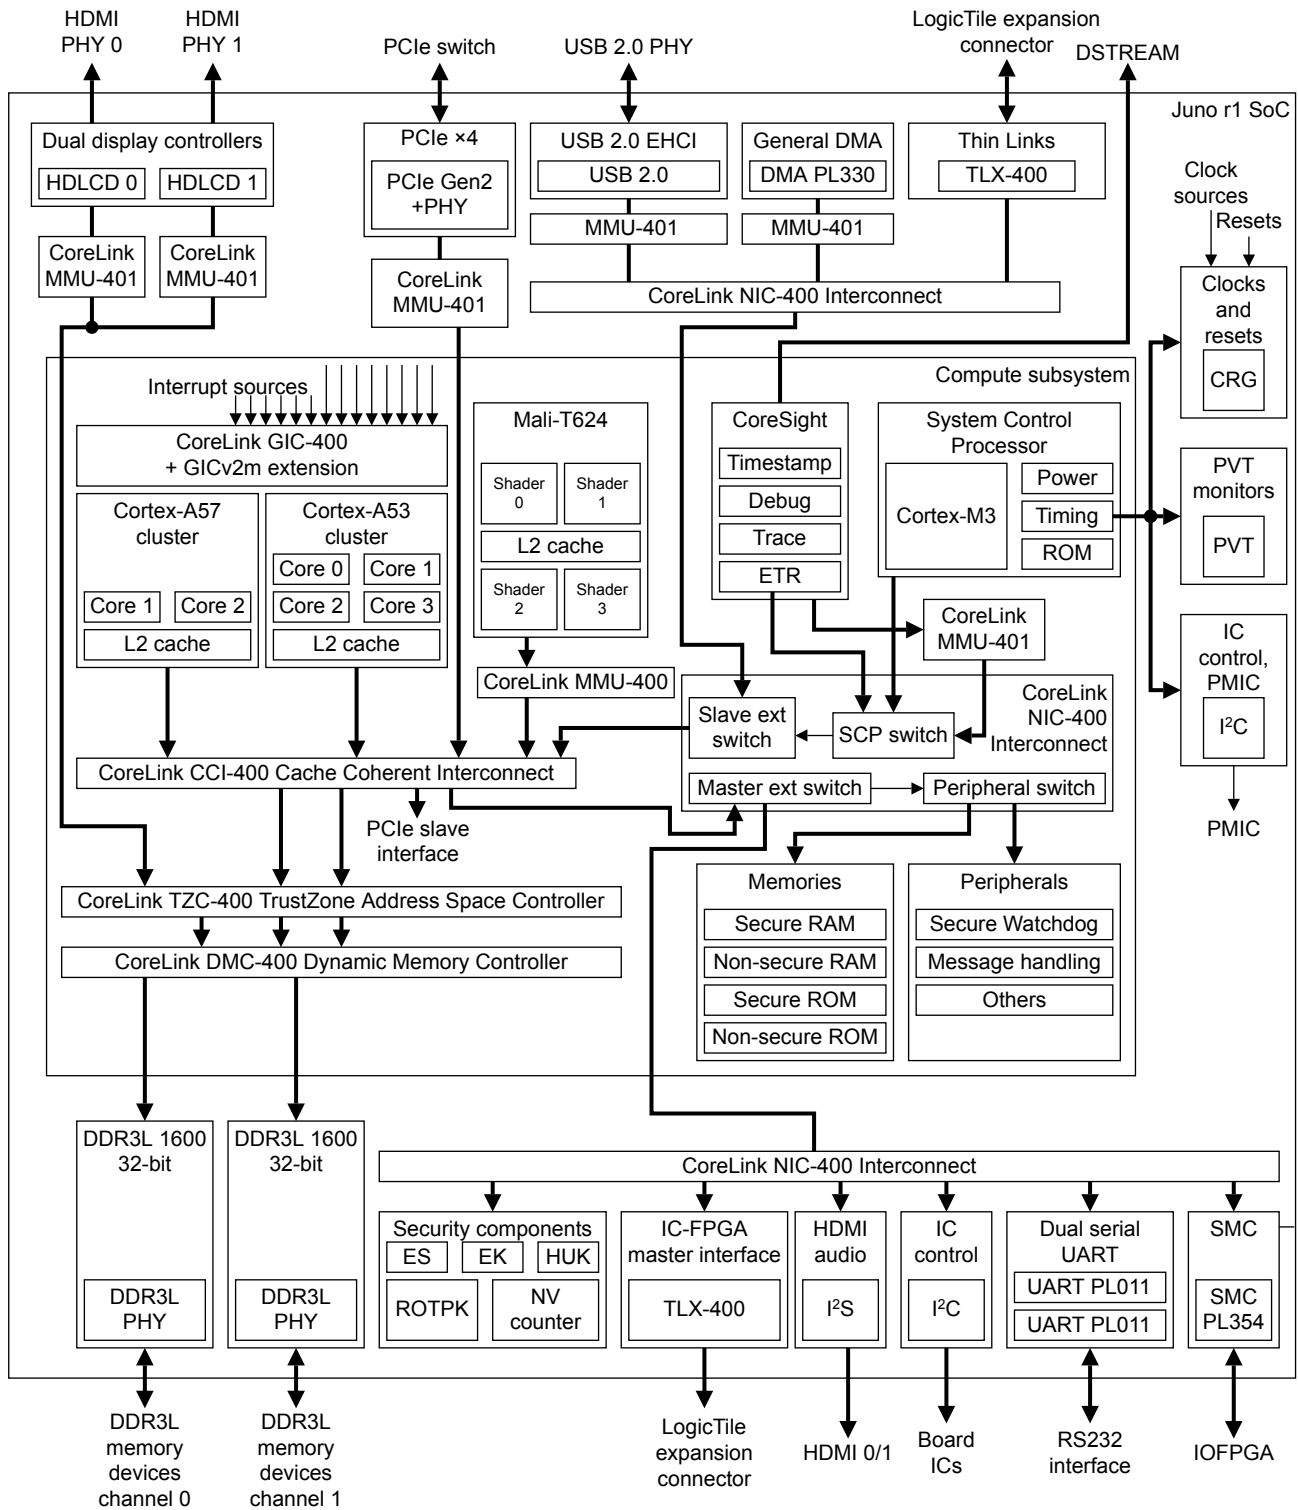 HDMI
PHY 0
HDMI
PHY 1
PCIe switch
USB 2.0 PHY
LogicTile expansion
connector
DSTREAM
Juno r1 SoC
Dual display controllers
HDLCD 0
HDLCD 1
PCIe ×4
PCIe Gen2
+PHY
USB 2.0 EHCI
USB 2.0
General DMA
DMA PL330
Thin Links
TLX-400
Clock
sources
Resets
CoreLink
MMU-401
CoreLink
MMU-401
CoreLink
MMU-401
MMU-401
MMU-401
CoreLink NIC-400 Interconnect
Clocks
and
resets
CRG
Compute subsystem
Interrupt sources
CoreLink GIC-400
+ GICv2m extension
Mali-T624
Shader
0
Shader
1
L2 cache
Shader
2
Shader
3
CoreSight
Timestamp
Debug
Trace
ETR
System Control
Processor
Cortex-M3
Power
Timing
ROM
PVT
monitors
PVT
Cortex-A57
cluster
Core 1
Core 2
L2 cache
Cortex-A53
cluster
Core 0
Core 1
Core 2
Core 3
L2 cache
CoreLink
MMU-401
IC
control,
PMIC
I²C
PMIC
CoreLink MMU-400
CoreLink
NIC-400
Interconnect
Slave ext
switch
SCP switch
Master ext switch
Peripheral switch
CoreLink CCI-400 Cache Coherent Interconnect
PCIe slave
interface
CoreLink TZC-400 TrustZone Address Space Controller
CoreLink DMC-400 Dynamic Memory Controller
Memories
Secure RAM
Non-secure RAM
Secure ROM
Non-secure ROM
Peripherals
Secure Watchdog
Message handling
Others
DDR3L 1600
32-bit
DDR3L
PHY
DDR3L 1600
32-bit
DDR3L
PHY
CoreLink NIC-400 Interconnect
Security components
ES
EK
HUK
ROTPK
NV
counter
IC-FPGA
master interface
TLX-400
HDMI
audio
I²S
IC
control
I²C
Dual serial
UART
UART PL011
UART PL011
SMC
SMC
PL354
DDR3L
memory
devices
channel 0
DDR3L
memory
devices
channel 1
LogicTile
expansion
connector
HDMI 0/1
Board
ICs
RS232
interface
IOFPGA